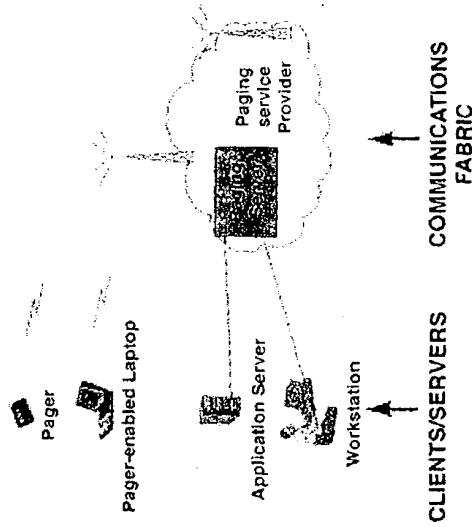 Pager
Pager-enabled Laptop
Application Server
Workstation
CLIENTS/SERVERS
Paging
service
Provider
COMMUNICATIONS
FABRIC